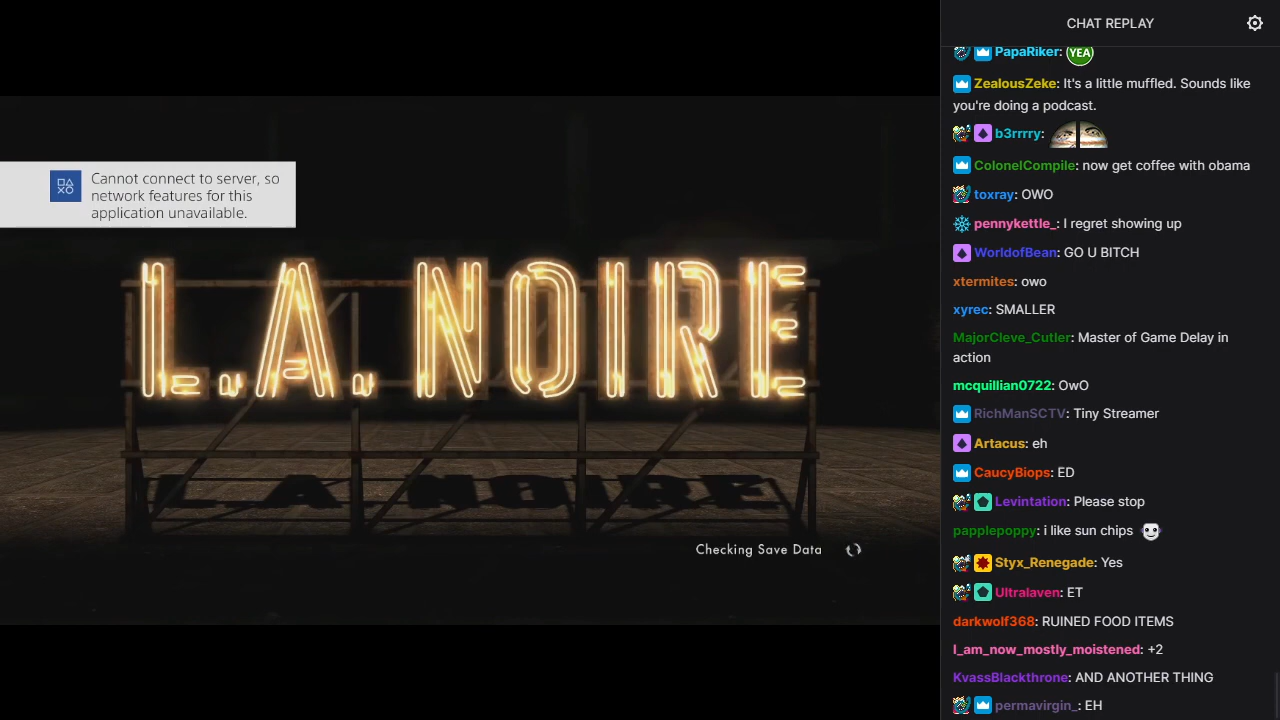 Cannot connect to server, so
network features for this
application unavailable.
L.A. NOIRE
Checking Save Data
CHAT REPLAY
PapaRiker: YEA
ZealousZeke: It's a little muffled. Sounds like
you're doing a podcast.
b3rrrry:
ColonelCompile: now get coffee with obama
toxray: OWO
pennykettle_: I regret showing up
WorldofBean: GO U BITCH
xtermites: owo
xyrec: SMALLER
MajorCleve_Cutler: Master of Game Delay in
action
mcquillian0722: OwO
RichManSCTV: Tiny Streamer
Artacus: eh
CaucyBiops: ED
Levintation: Please stop
papplepoppy: i like sun chips
Styx_Renegade: Yes
Ultralaven: ET
darkwolf368: RUINED FOOD ITEMS
I_am_now_mostly_moistened: +2
KvassBlackthrone: AND ANOTHER THING
permavirgin_: EH